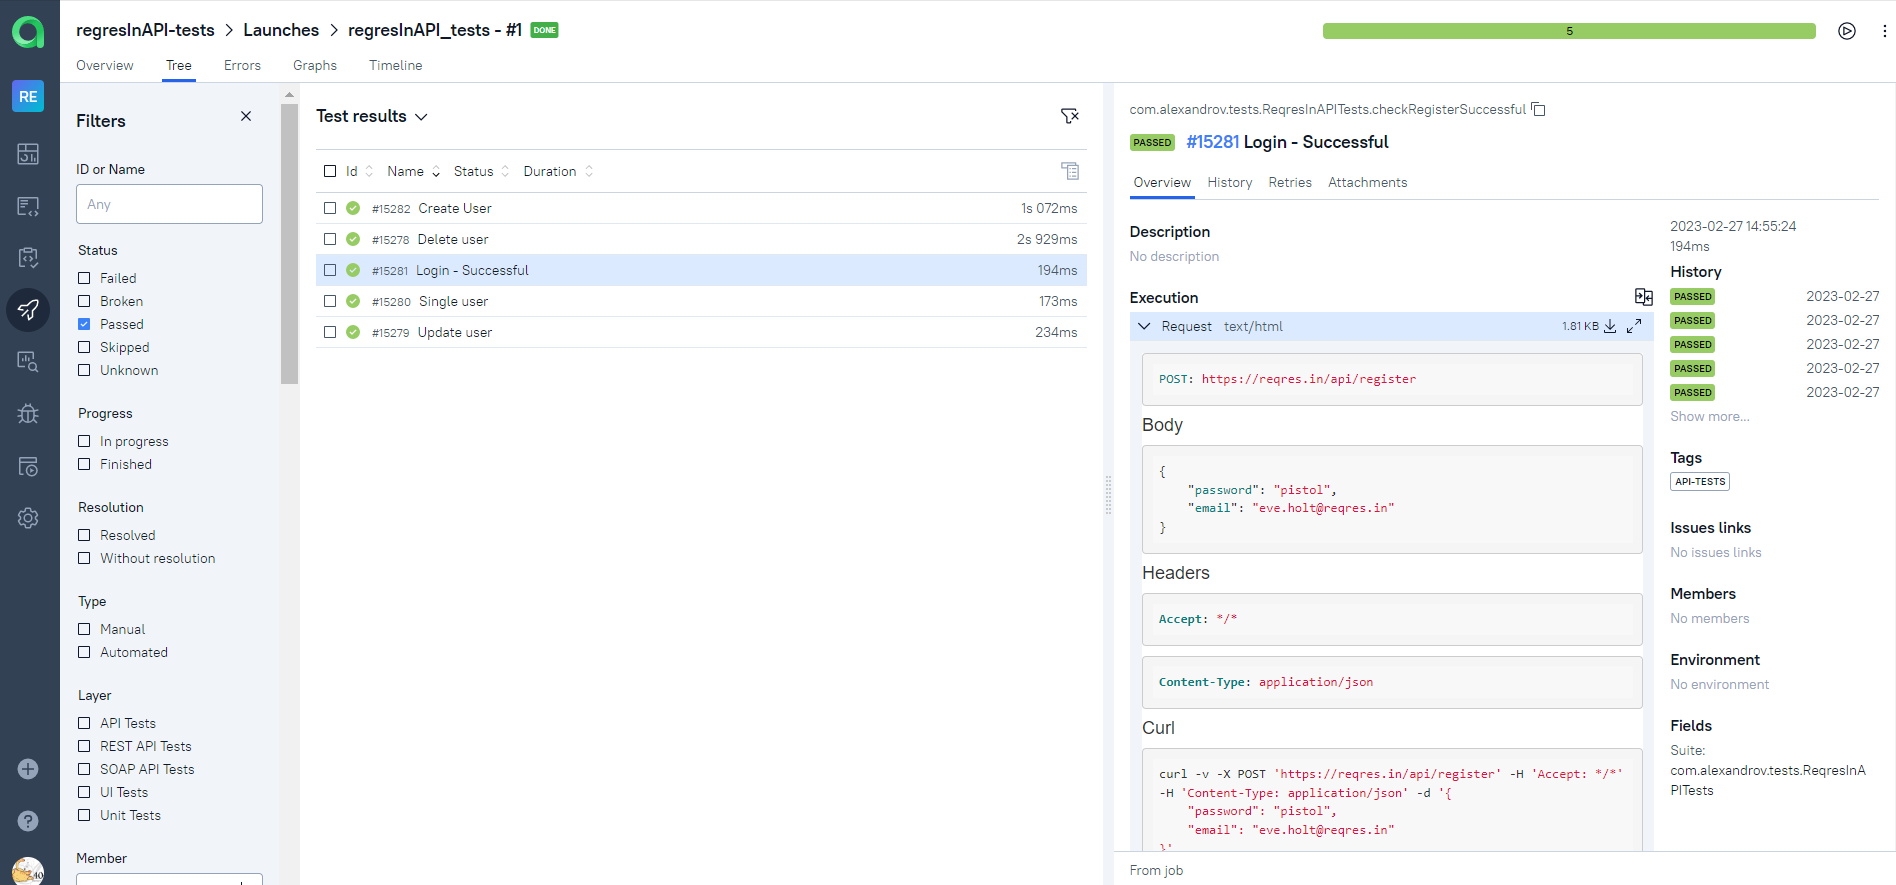 regresInAPI-tests > Launches > regresInAPI_tests - #1 DONE
5
Overview Tree Errors Graphs Timeline
RE
Filters
ID or Name
Any
Status
Failed
Broken
Passed
Skipped
Unknown
Progress
In progress
Finished
Resolution
Resolved
Without resolution
Type
Manual
Automated
Layer
API Tests
REST API Tests
SOAP API Tests
UI Tests
Unit Tests
Member
Test results
Id Name Status Duration
#15282 Create User 1s 072ms
#15278 Delete user 2s 929ms
#15281 Login - Successful 194ms
#15280 Single user 173ms
#15279 Update user 234ms
com.alexandrov.tests.ReqresInAPITests.checkRegisterSuccessful
PASSED #15281 Login - Successful
Overview History Retries Attachments
Description
No description
Execution
Request text/html 1.81 KB
POST: https://reqres.in/api/register
Body
{
"password": "pistol",
"email": "eve.holt@reqres.in"
}
Headers
Accept: */*
Content-Type: application/json
Curl
curl -v -X POST 'https://reqres.in/api/register' -H 'Accept: */*'
-H 'Content-Type: application/json' -d '{
"password": "pistol",
"email": "eve.holt@reqres.in"
}'
From job
2023-02-27 14:55:24
194ms
History
PASSED 2023-02-27
PASSED 2023-02-27
PASSED 2023-02-27
PASSED 2023-02-27
PASSED 2023-02-27
Show more...
Tags
API-TESTS
Issues links
No issues links
Members
No members
Environment
No environment
Fields
Suite:
com.alexandrov.tests.ReqresInA
PITests